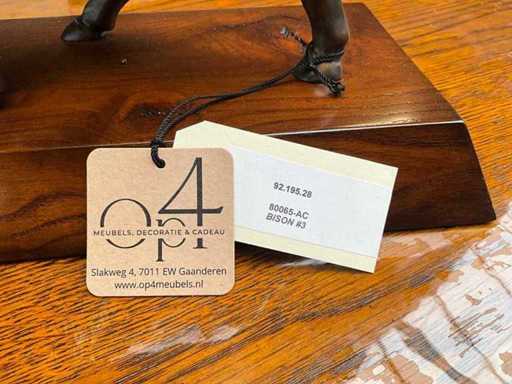 Op4
MEUBELS, DECORATIE & CADEAU
Slakweg 4, 7011 EW Gaanderen
www.op4meubels.nl
92.195.28
80065-AC
BISON #3